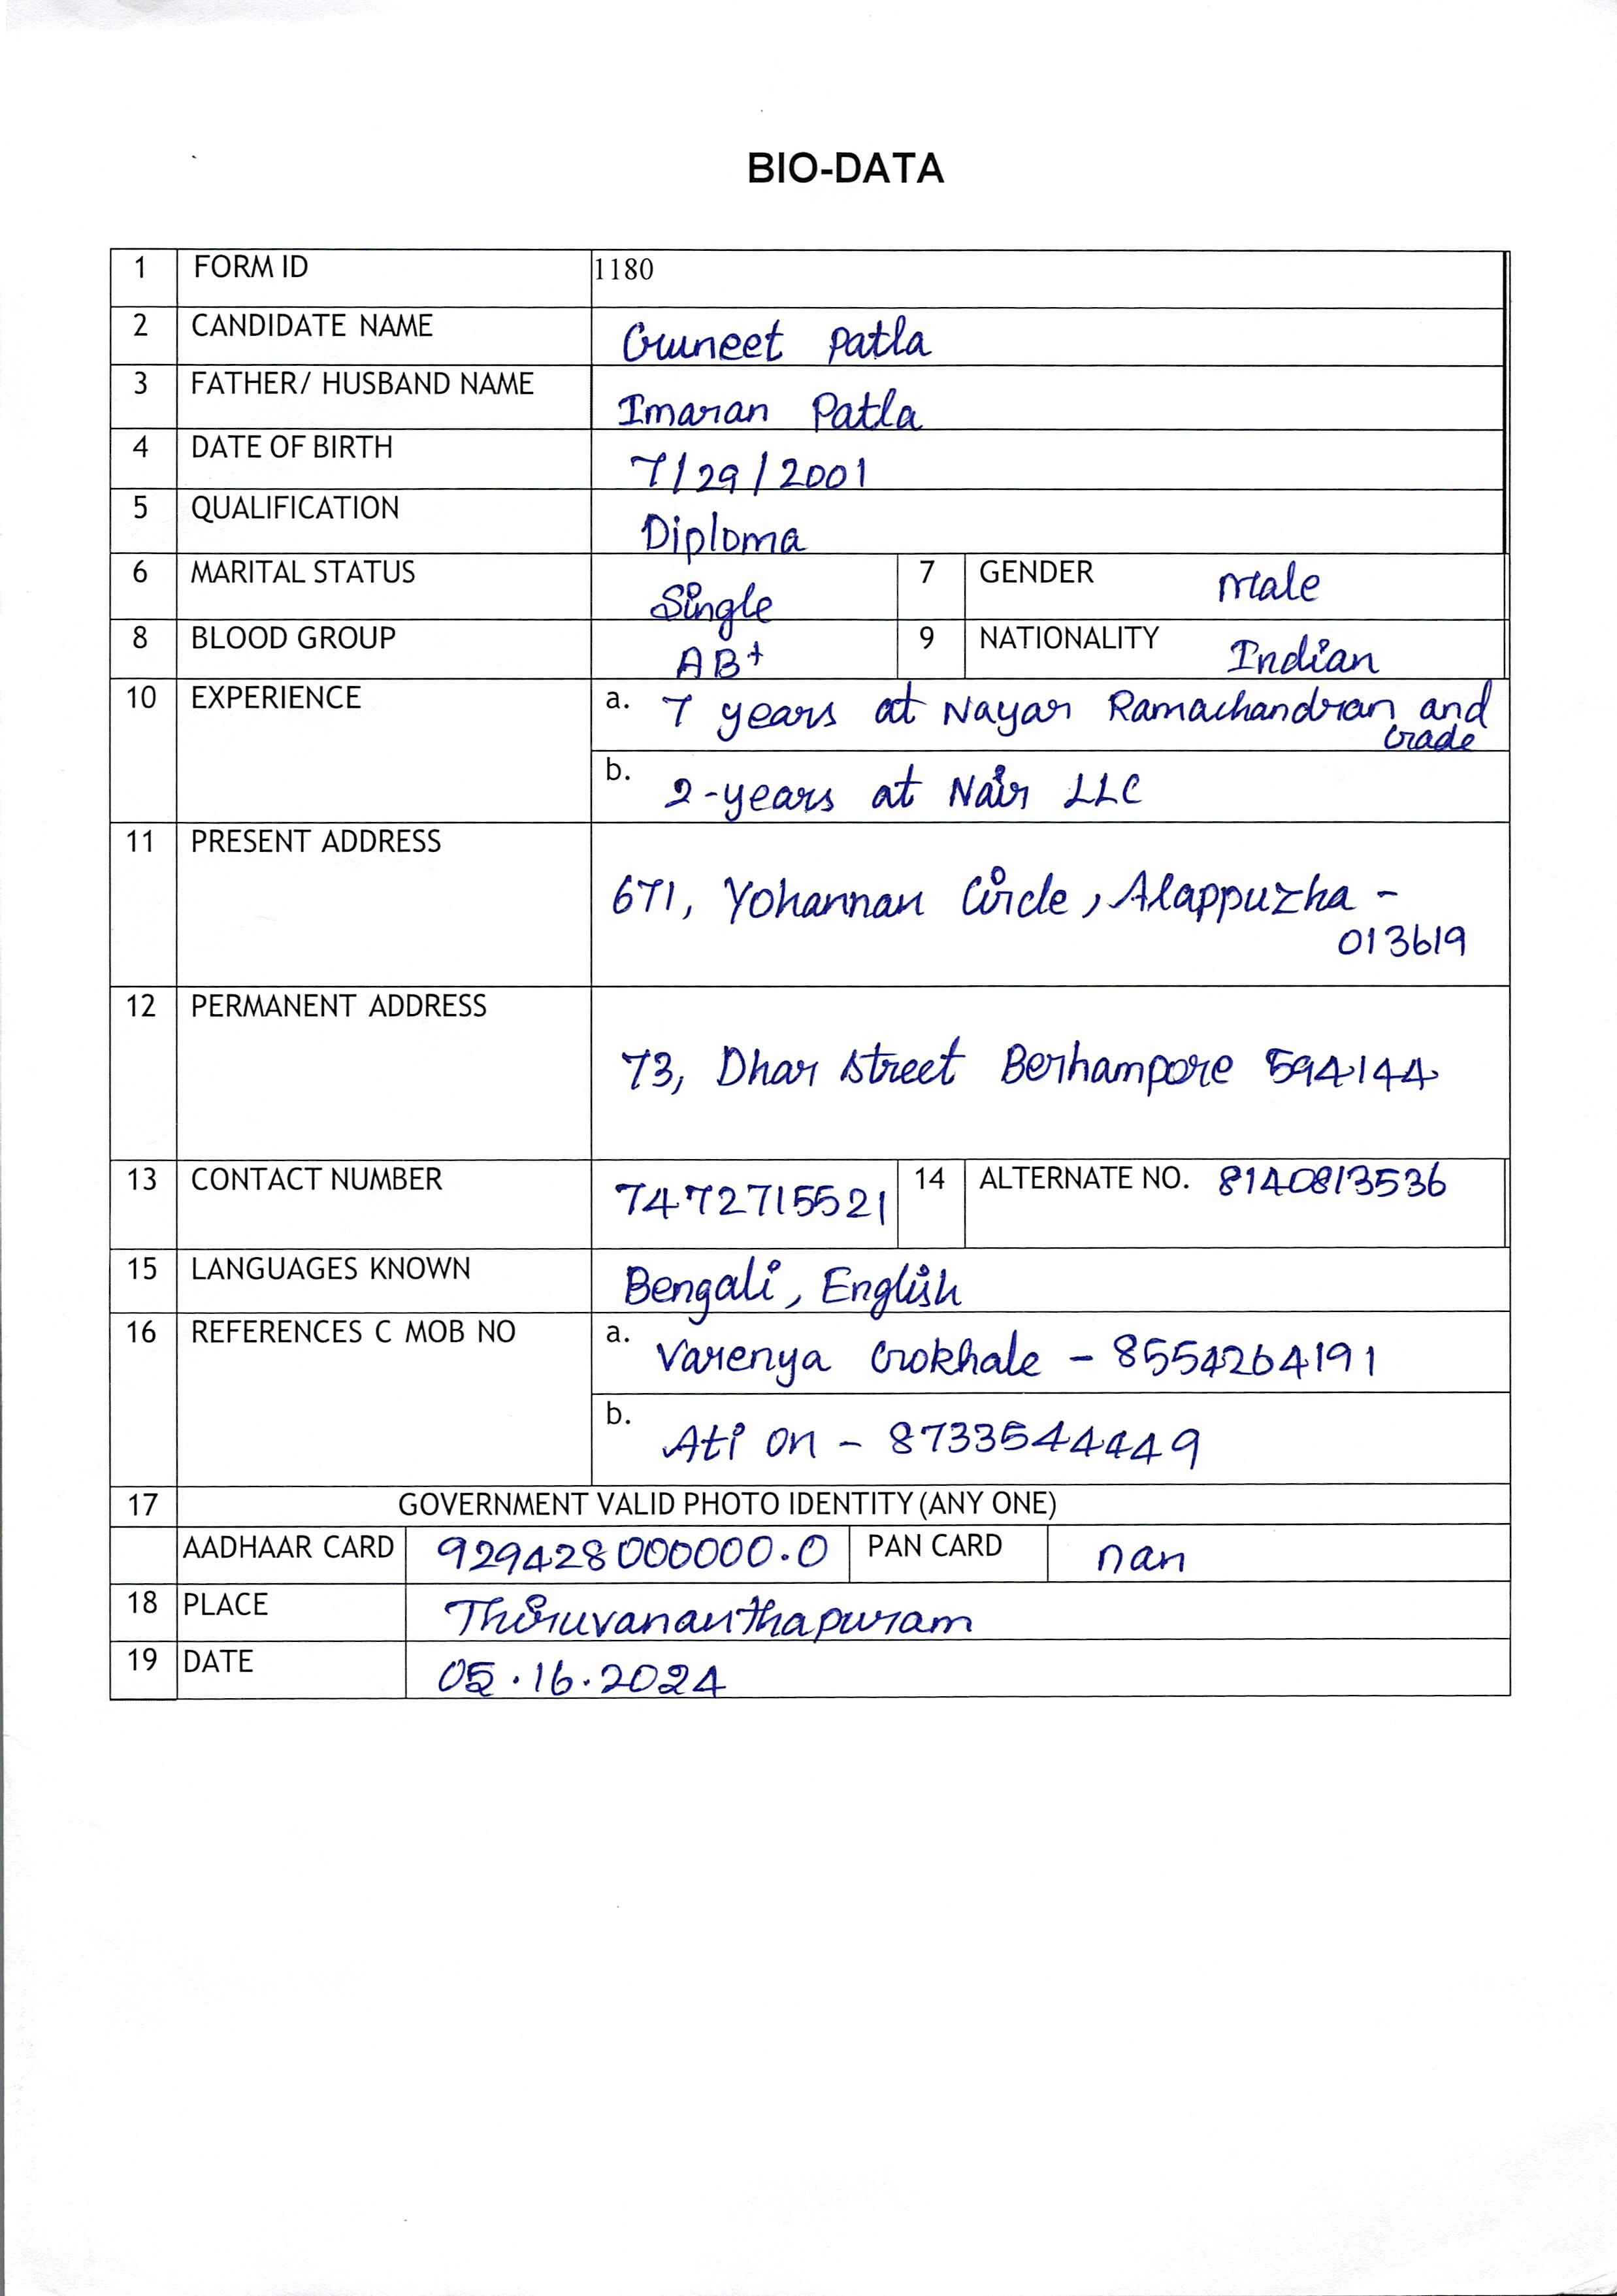 BIO-DATA
1 FORM ID 1180
2 CANDIDATE NAME Guneet Patla
3 FATHER/ HUSBAND NAME Imaran Patla
4 DATE OF BIRTH 7/29/2001
5 QUALIFICATION Diploma
6 MARITAL STATUS Single 7 GENDER Male
8 BLOOD GROUP AB+ 9 NATIONALITY Indian
10 EXPERIENCE a. 7 years at Nayar Ramachandran and
Gade
b. 2-years at Nair LLC
11 PRESENT ADDRESS 671, Yohannan Circle, Alappuzha -
013619
12 PERMANENT ADDRESS 73, Dhar Street Berhampore 594144
13 CONTACT NUMBER 7472715521 14 ALTERNATE NO. 8140813536
15 LANGUAGES KNOWN Bengali, English
16 REFERENCES C MOB NO a. Varenya Gokhale - 8554264191
b. Ati On - 8733544449
17 GOVERNMENT VALID PHOTO IDENTITY (ANY ONE)
AADHAAR CARD 929428000000.0 PAN CARD nan
18 PLACE Thiruvananthapuram
19 DATE 05.16.2024